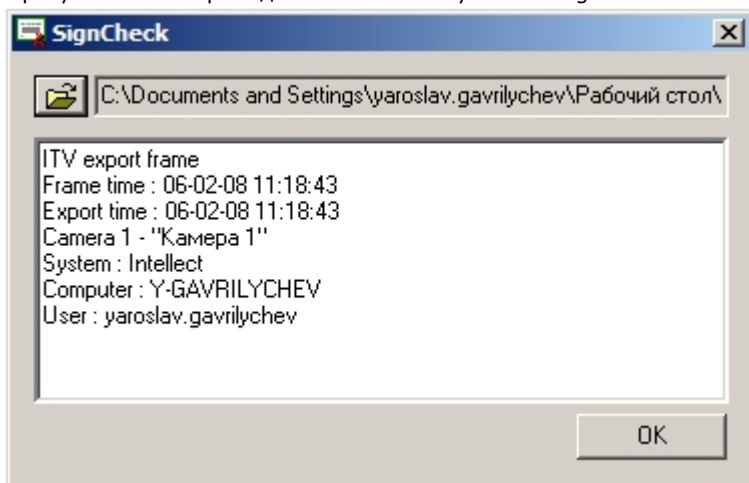 SignCheck
C:\Documents and Settings\yaroslav.gavrilychev\Рабочий стол\
ITV export frame
Frame time : 06-02-08 11:18:43
Export time : 06-02-08 11:18:43
Camera 1 - "Камера 1"
System : Intellect
Computer : Y-GAVRILYCHEV
User : yaroslav.gavrilychev
OK